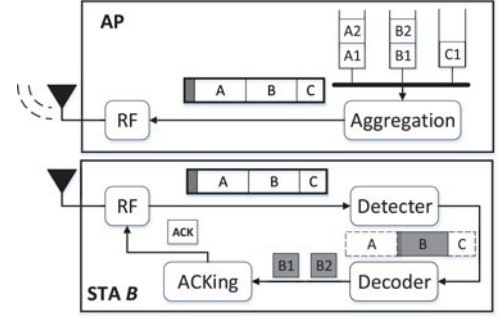 AP
A2 B2
A1 B1 C1
A B C
RF Aggregation
A B C
RF Detecter
ACK
A B C
B1 B2
ACKing Decoder
STA B